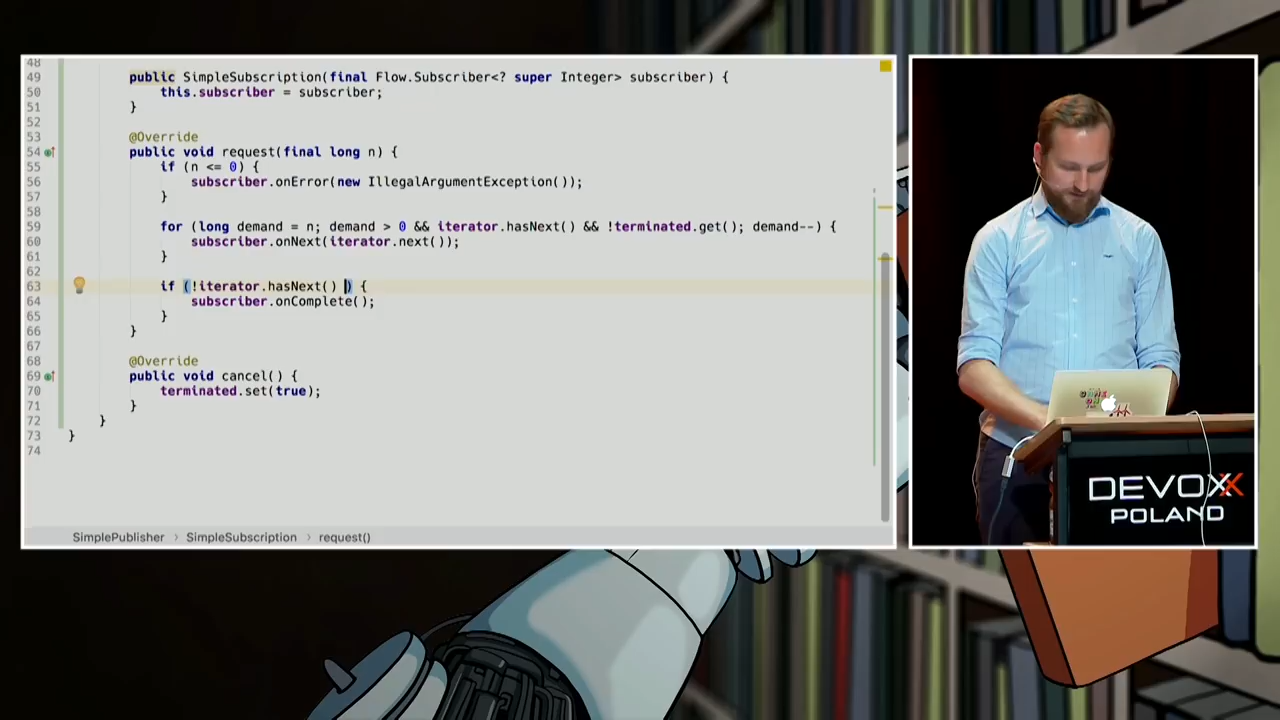 48
49 public SimpleSubscription(final Flow.Subscriber<? super Integer> subscriber) {
50 this.subscriber = subscriber;
51 }
52
53 @Override
54 public void request(final long n) {
55 if (n <= 0) {
56 subscriber.onError(new IllegalArgumentException());
57 }
58
59 for (long demand = n; demand > 0 && iterator.hasNext() && !terminated.get(); demand--) {
60 subscriber.onNext(iterator.next());
61 }
62
63 if (!iterator.hasNext() ) {
64 subscriber.onComplete();
65 }
66 }
67
68 @Override
69 public void cancel() {
70 terminated.set(true);
71 }
72 }
73 }
74
SimplePublisher > SimpleSubscription > request()
DEVOXX
POLAND